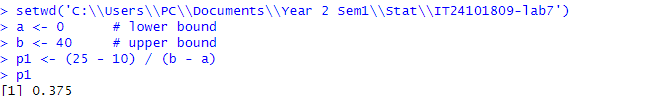 > setwd('C:\\Users\\PC\\Documents\\Year 2 Sem1\\Stat\\IT24101809-lab7')
> a <- 0      # lower bound
> b <- 40     # upper bound
> p1 <- (25 - 10) / (b - a)
> p1
[1] 0.375